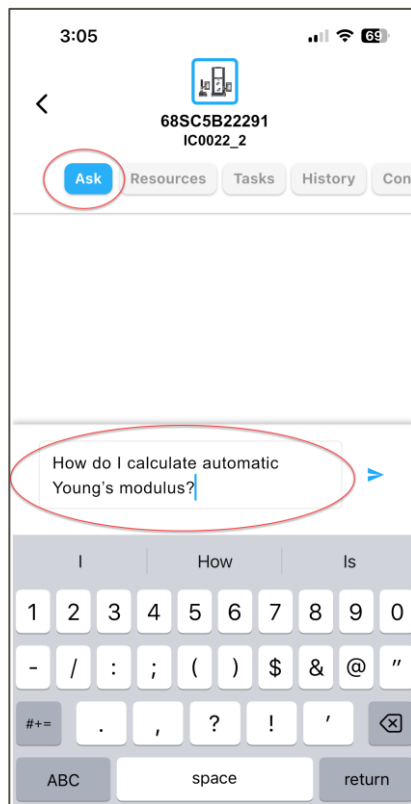 3:05
69
68SC5B22291
IC0022_2
Ask Resources Tasks History Con
How do I calculate automatic
Young's modulus?
I How Is
1 2 3 4 5 6 7 8 9 0
- / : ; ( ) $ & @ "
#+= . , ? ! '
ABC space return